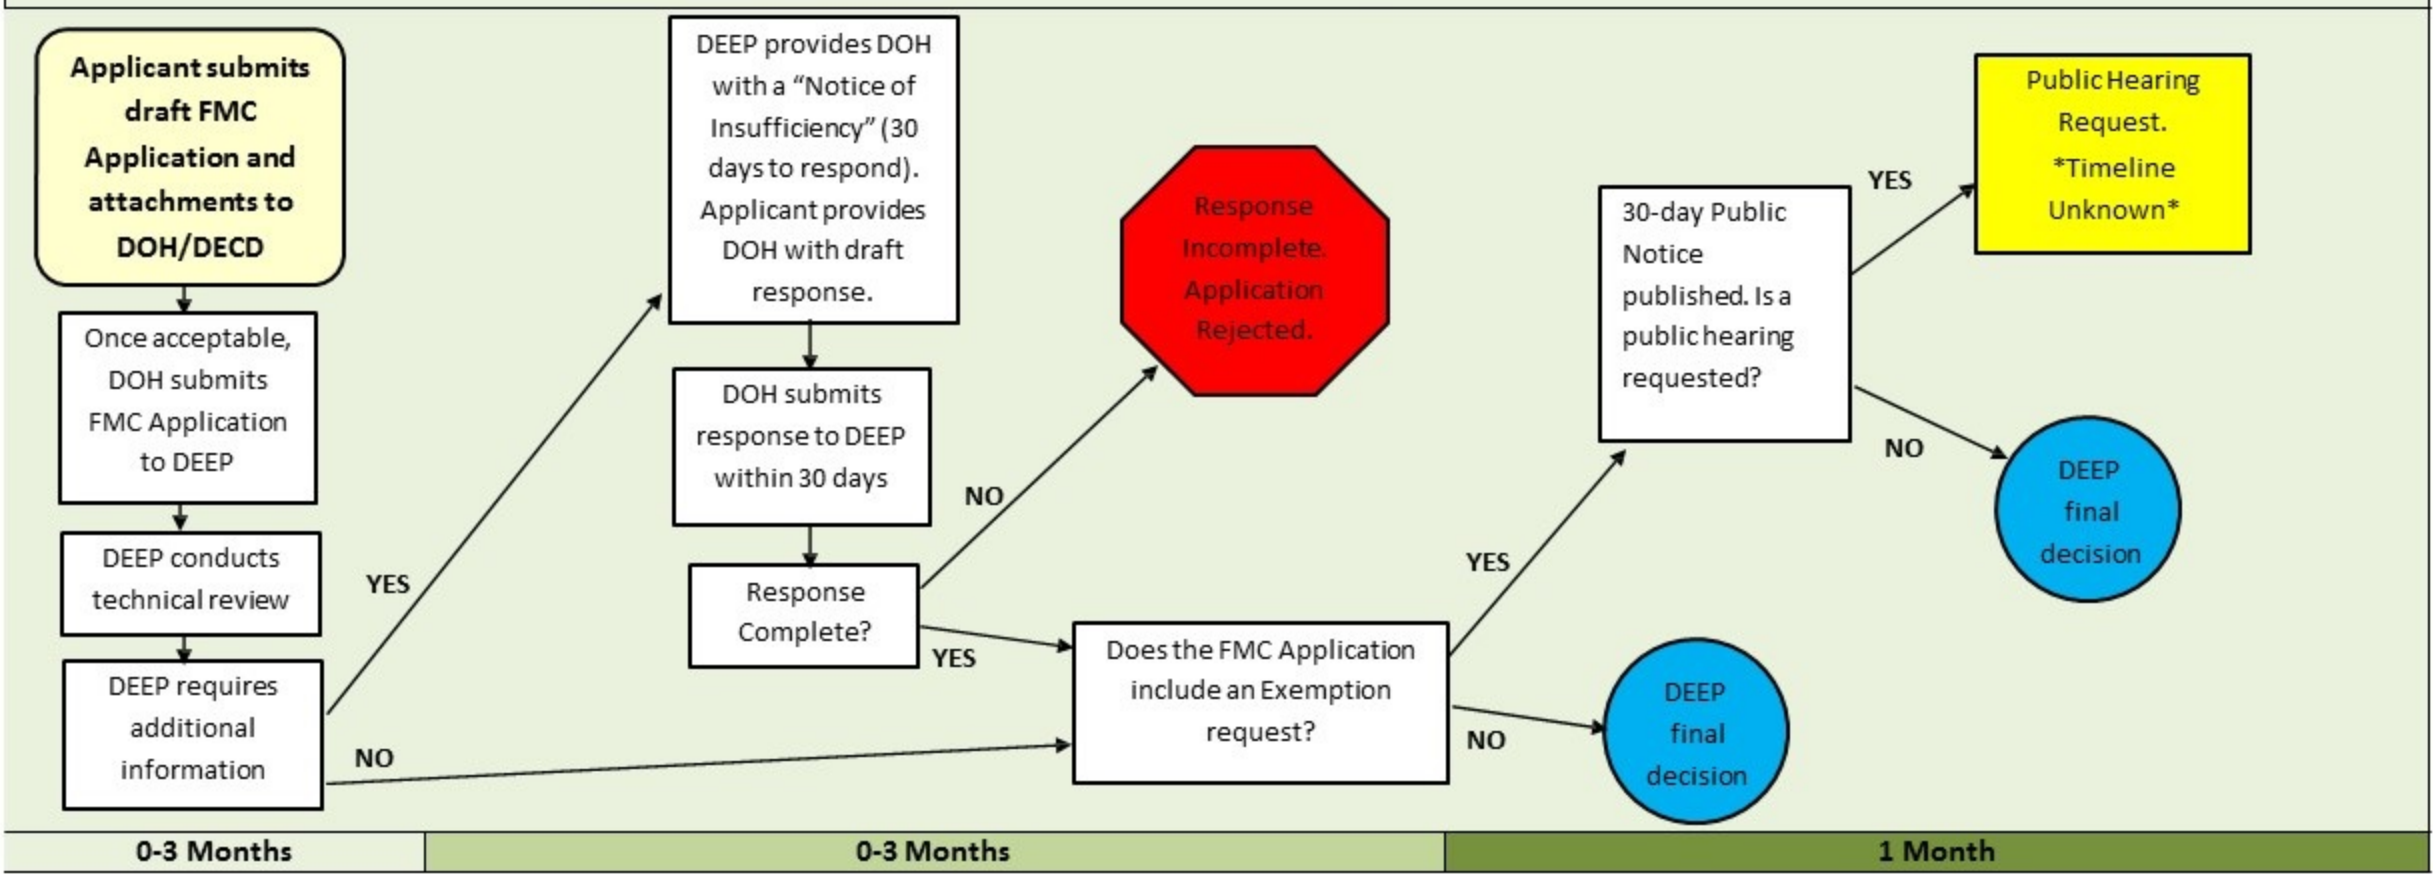 Applicant submits
draft FMC
Application and
attachments to
DOH/DECD
Once acceptable,
DOH submits
FMC Application
to DEEP
DEEP conducts
technical review
DEEP requires
additional
information
YES
NO
DEEP provides DOH
with a “Notice of
Insufficiency” (30
days to respond).
Applicant provides
DOH with draft
response.
DOH submits
response to DEEP
within 30 days
Response
Complete?
NO
YES
Response
Incomplete.
Application
Rejected.
Does the FMC Application
include an Exemption
request?
YES
NO
30-day Public
Notice
published. Is a
public hearing
requested?
YES
NO
Public Hearing
Request.
*Timeline
Unknown*
DEEP
final
decision
DEEP
final
decision
0-3 Months
0-3 Months
1 Month